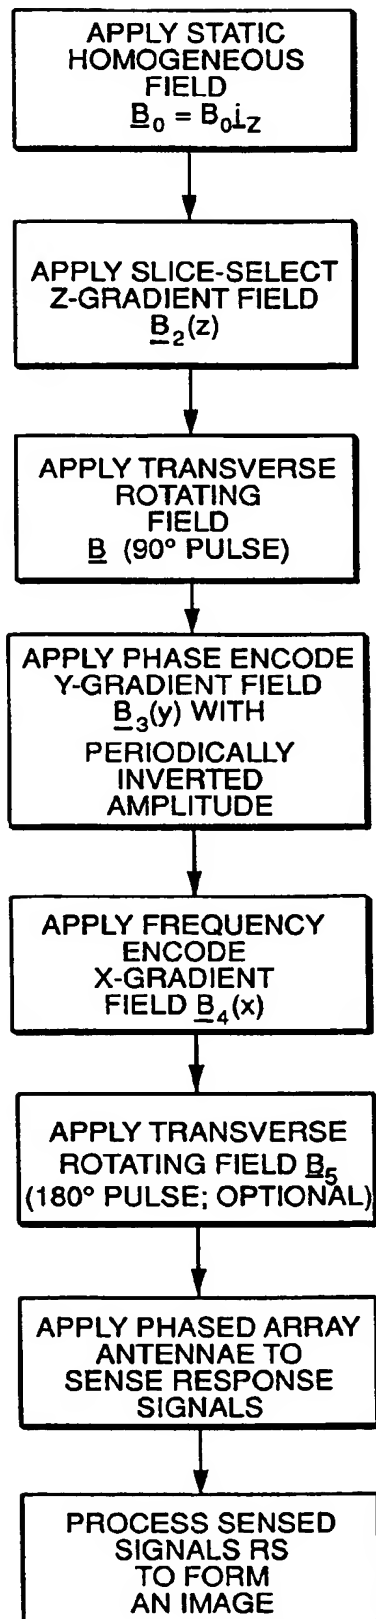 APPLY STATIC
HOMOGENEOUS
FIELD
B₀ = B₀i_z
APPLY SLICE-SELECT
Z-GRADIENT FIELD
B₂(z)
APPLY TRANSVERSE
ROTATING
FIELD
B (90° PULSE)
APPLY PHASE ENCODE
Y-GRADIENT FIELD
B₃(y) WITH
PERIODICALLY
INVERTED
AMPLITUDE
APPLY FREQUENCY
ENCODE
X-GRADIENT
FIELD B₄(x)
APPLY TRANSVERSE
ROTATING FIELD B₅
(180° PULSE; OPTIONAL)
APPLY PHASED ARRAY
ANTENNAE TO
SENSE RESPONSE
SIGNALS
PROCESS SENSED
SIGNALS RS
TO FORM
AN IMAGE